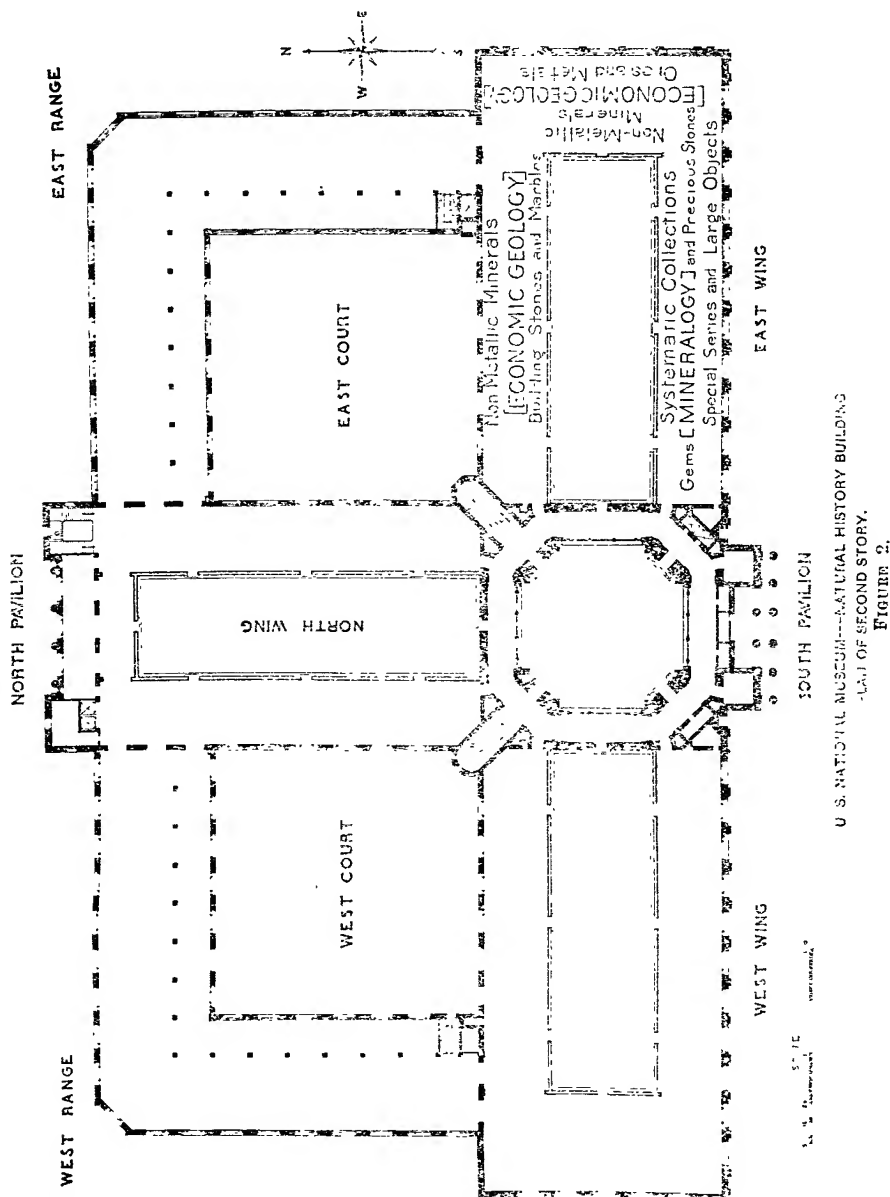 NORTH PAVILION
WEST RANGE
EAST RANGE
N
W
E
S
NORTH WING
WEST COURT
EAST COURT
Non Metallic Minerals
[ECONOMIC GEOLOGY]
Building Stones and Marbles
Non-Metallic
Minerals
[ECONOMIC GEOLOGY]
Ores and Metals
Systematic Collections
Gems [MINERALOGY] and Precious Stones
Special Series and Large Objects
WEST WING
SOUTH PAVILION
EAST WING
U S. NATIONAL MUSEUM---NATURAL HISTORY BUILDING
OF SECOND STORY.
FIGURE 2.